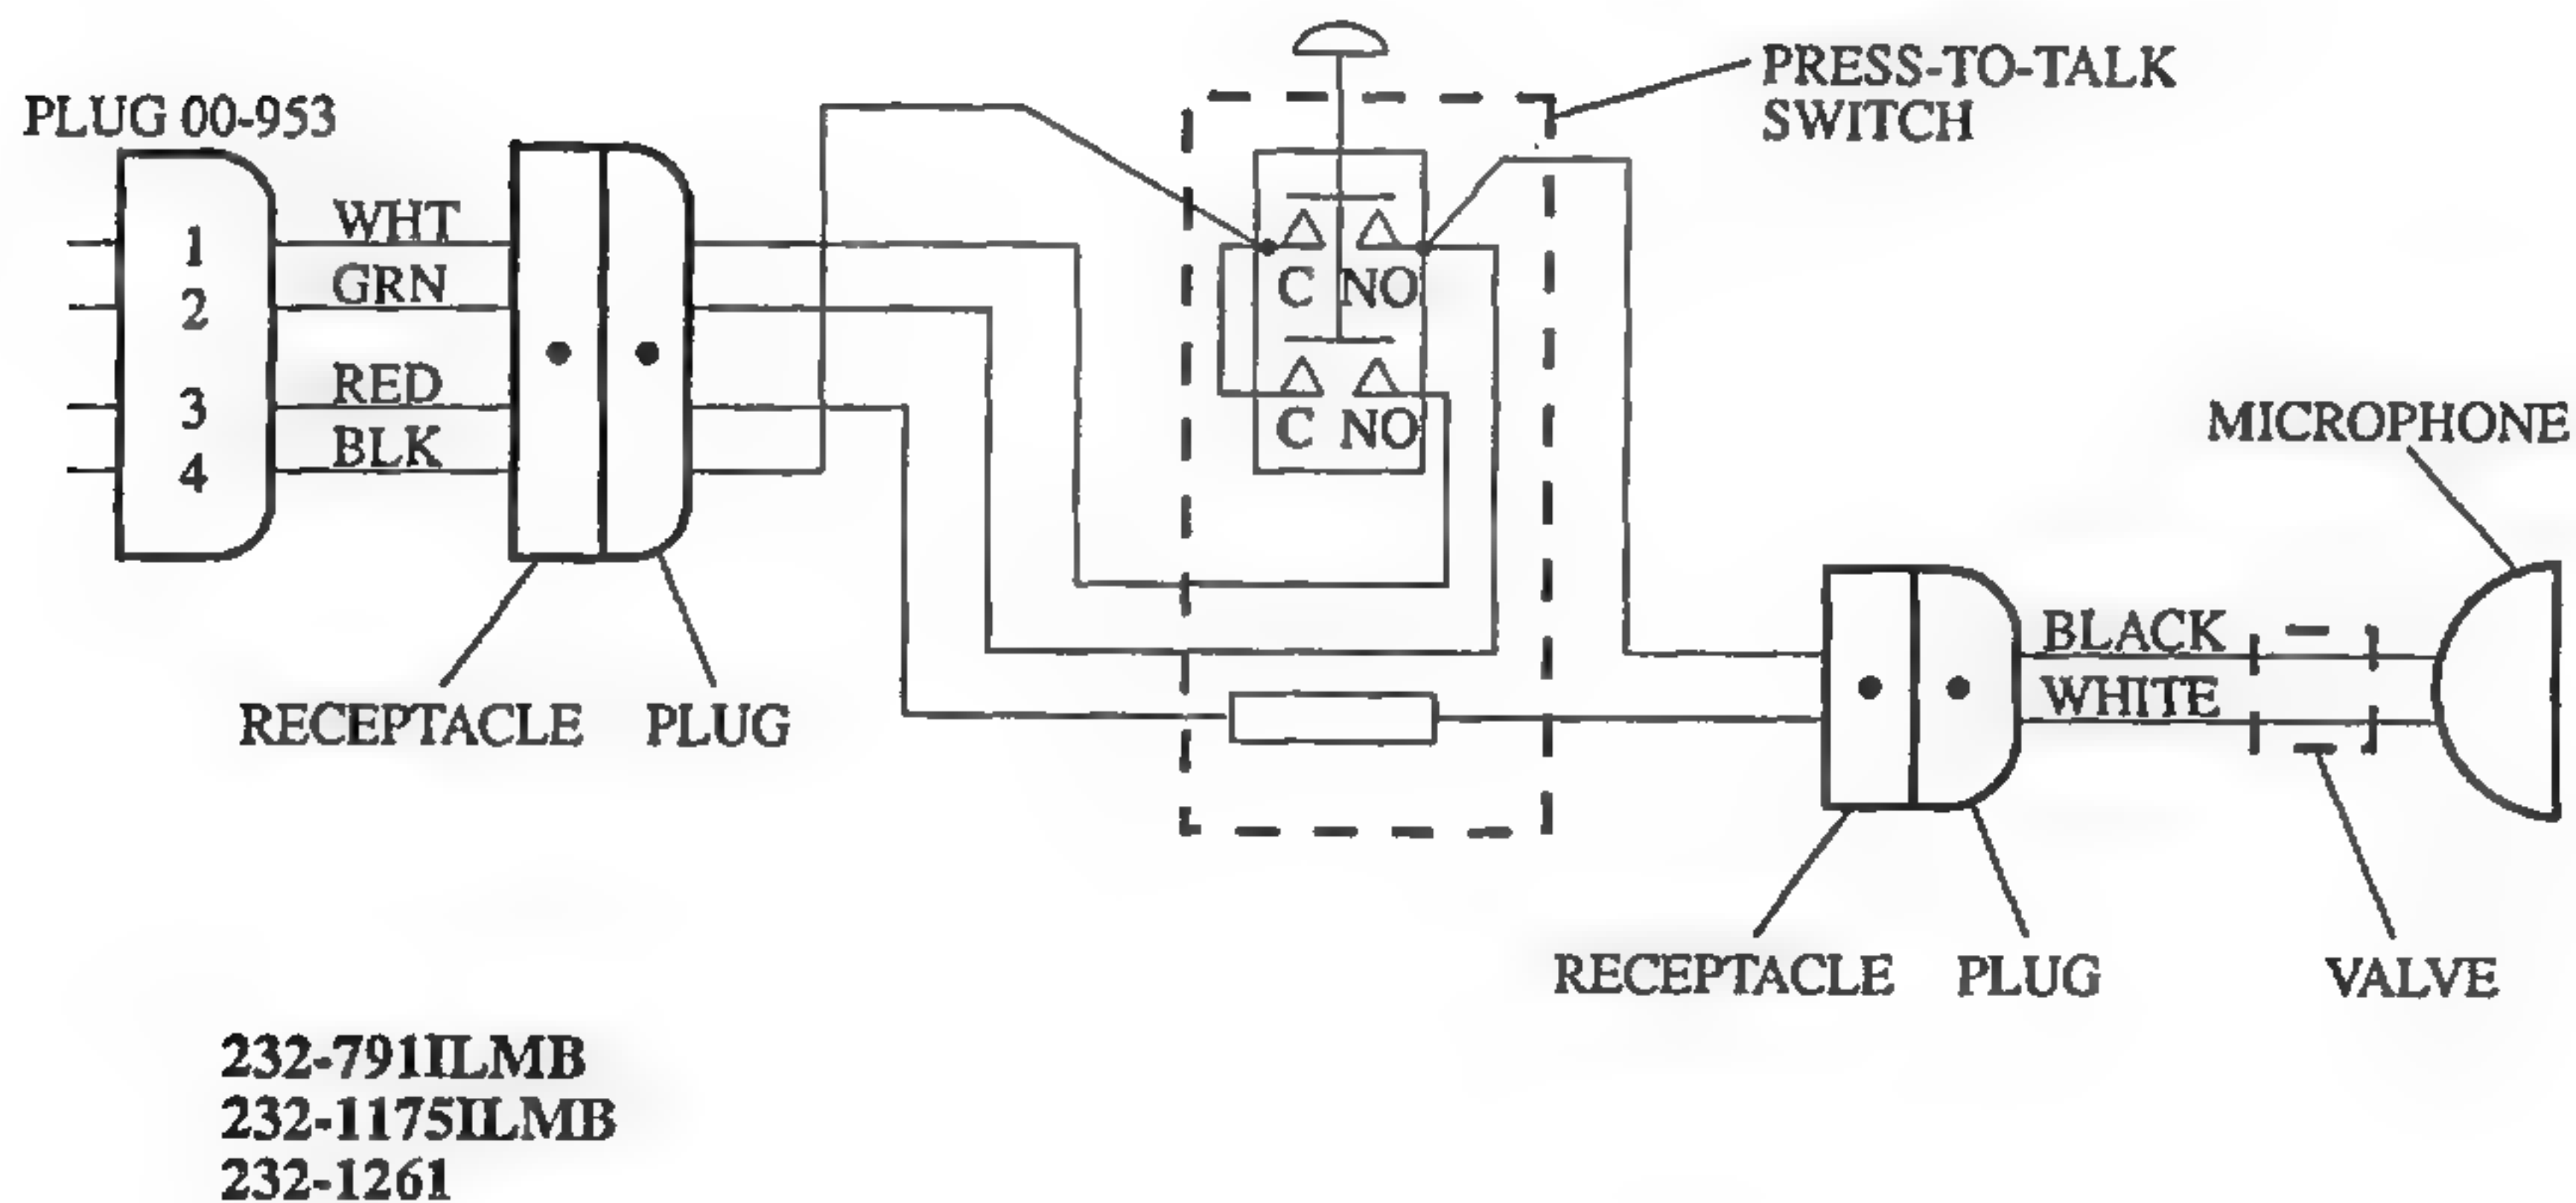 PLUG 00-953
PRESS-TO-TALK
SWITCH
1
WHT
2
GRN
3
RED
4
BLK
C NO
C NO
MICROPHONE
BLACK
WHITE
RECEPTACLE
PLUG
RECEPTACLE
PLUG
VALVE
232-791ILMB
232-1175ILMB
232-1261